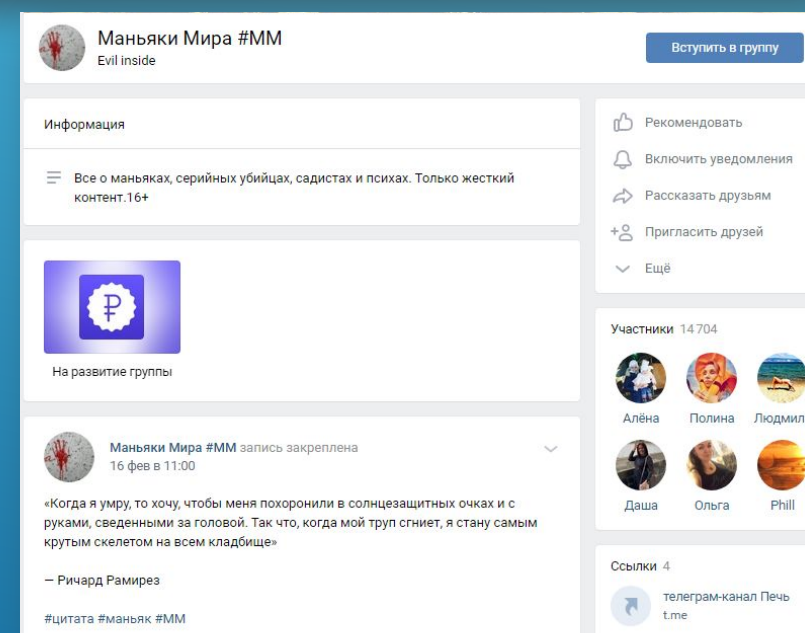 Маньяки Мира #ММ
Evil inside
Вступить в группу
Информация
Все о маньяках, серийных убийцах, садистах и психах. Только жесткий
контент.16+
На развитие группы
Маньяки Мира #ММ запись закреплена
16 фев в 11:00
«Когда я умру, то хочу, чтобы меня похоронили в солнцезащитных очках и с
руками, сведенными за головой. Так что, когда мой труп сгниет, я стану самым
крутым скелетом на всем кладбище»
— Ричард Рамирез
#цитата #маньяк #ММ
Рекомендовать
Включить уведомления
Рассказать друзьям
Пригласить друзей
Ещё
Участники 14 704
Алёна Полина Людмил
Даша Ольга Phill
Ссылки 4
телеграм-канал Печь
t.me